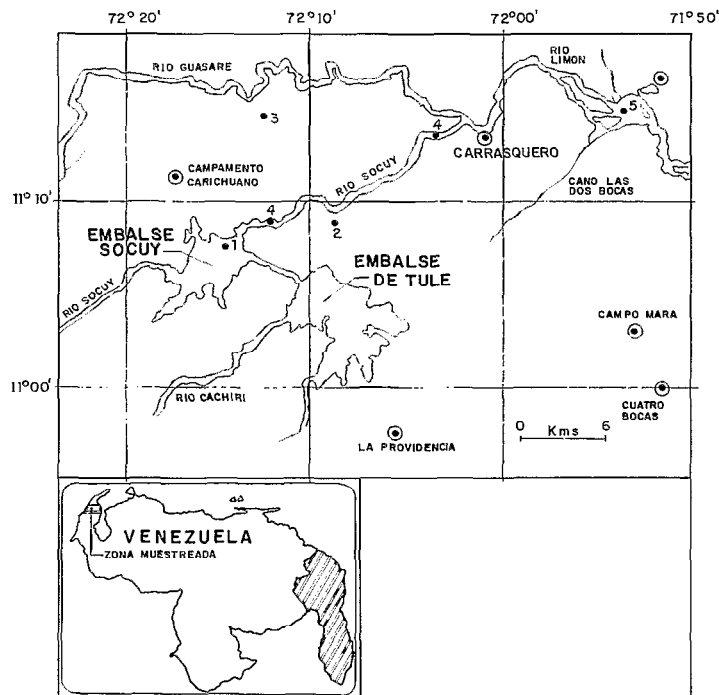 72° 20'
72° 10'
72° 00'
71° 50'
RIO GUASARE
RIO
LIMON
3
4
5
CARRASQUERO
CAMPAMENTO
CARICHUANO
RIO SOCUY
CANO LAS
DOS BOCAS
11° 10'
4
2
1
EMBALSE
SOCUY
EMBALSE
DE TULE
RIO SOCUY
CAMPO MARA
11° 00'
RIO CACHIRI
CUATRO
BOCAS
0 6
Kms
LA PROVIDENCIA
VENEZUELA
ZONA MUESTREADA